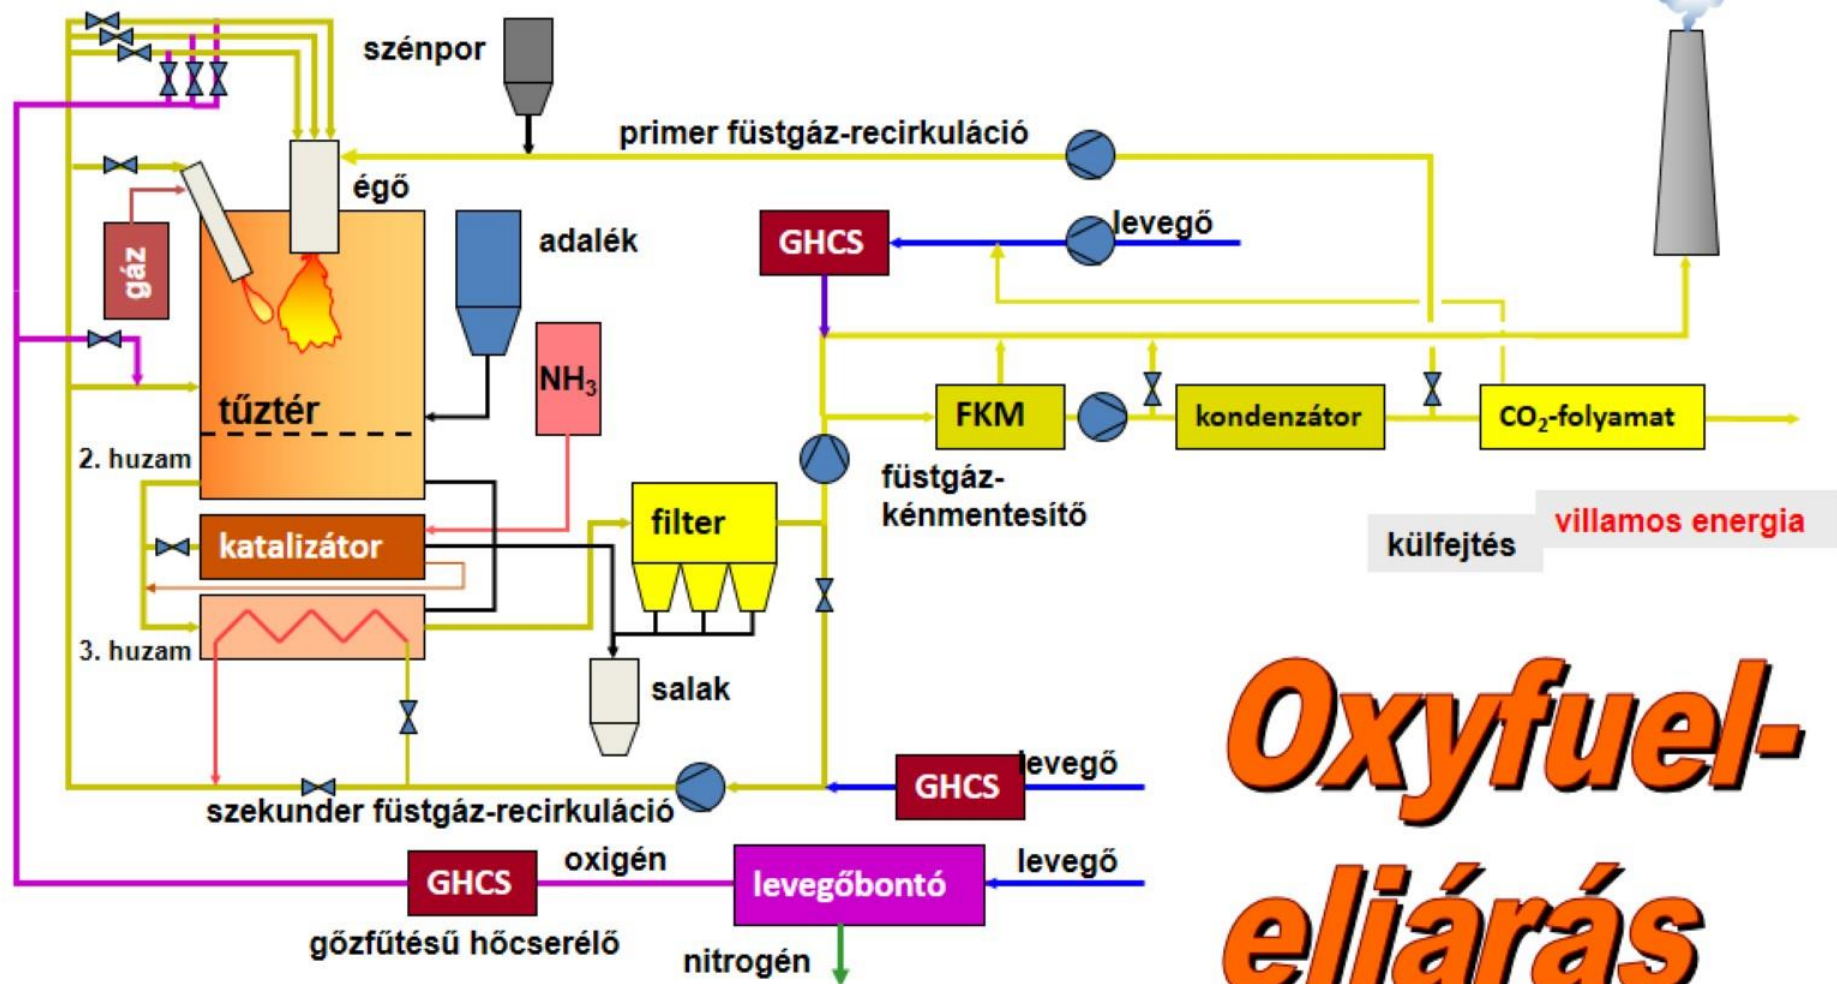 szénpor
primer füstgáz-recirkuláció
égő
levegő
GHCS
adalék
gáz
NH₃
tűztér
FKM
kondenzátor
CO₂-folyamat
2. huzam
füstgáz-
kénmentesítő
filter
villamos energia
külfejtés
katalizátor
3. huzam
salak
Oxyfuel-
eljárás
levegő
GHCS
szekunder füstgáz-recirkuláció
oxigén
levegő
GHCS
levegőbontó
gőzfűtésű hőcserélő
nitrogén